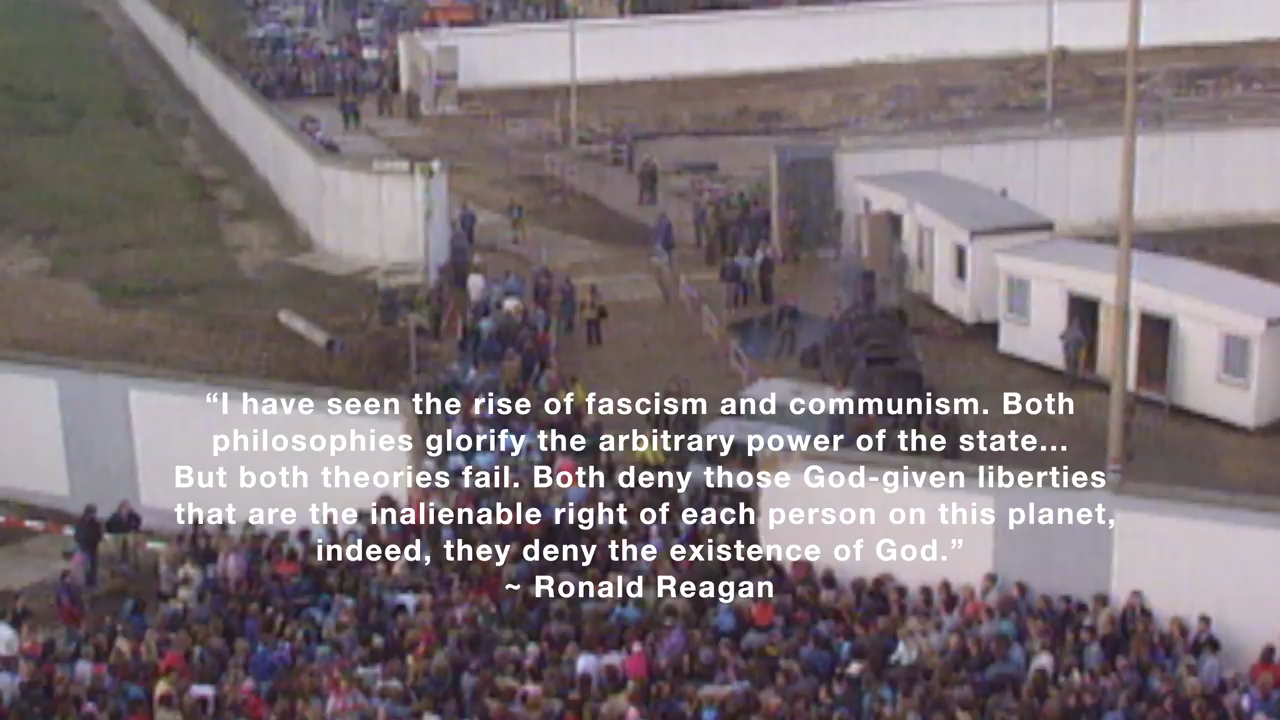 “I have seen the rise of fascism and communism. Both
philosophies glorify the arbitrary power of the state...
But both theories fail. Both deny those God-given liberties
that are the inalienable right of each person on this planet,
indeed, they deny the existence of God.”
~ Ronald Reagan